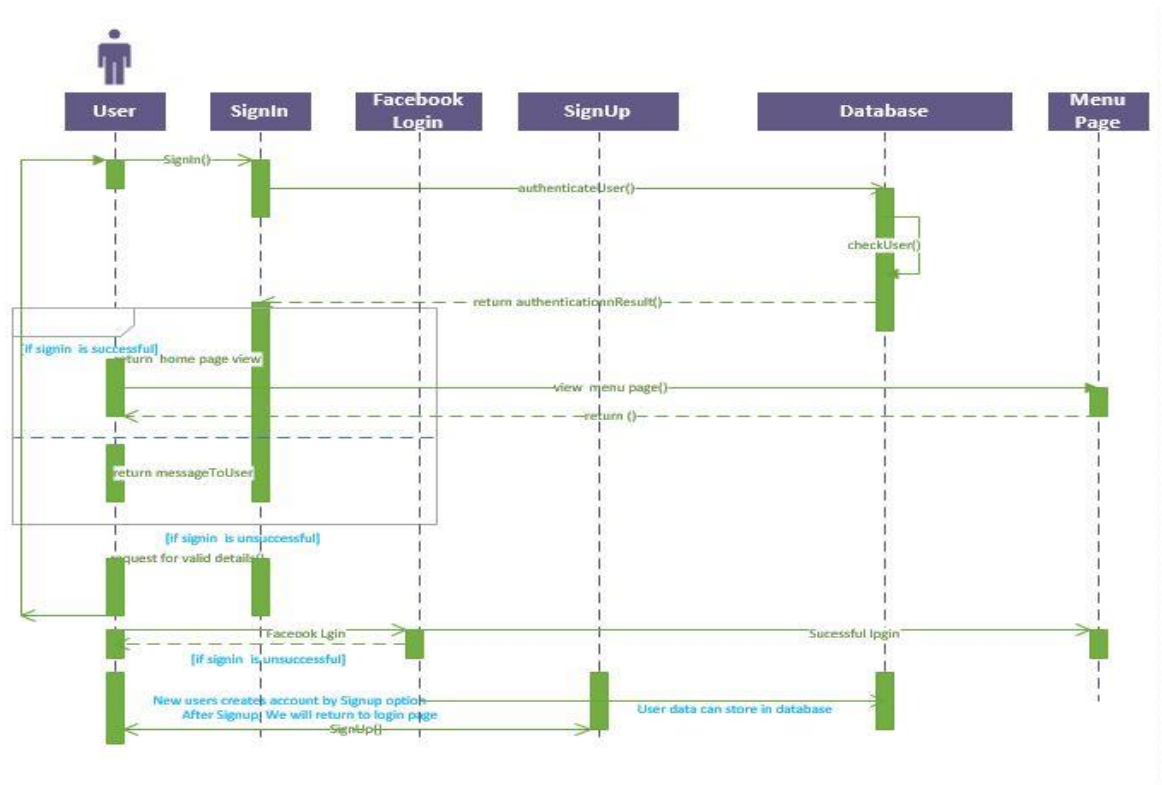 User
SignIn
Facebook
Login
SignUp
Database
Menu
Page
SignIn()
authenticateUser()
checkUser()
return authenticationnResult()
[if signin is successful]
return home page view
view menu page()
return ()
return messageToUser
[if signin is unsuccessful]
request for valid details()
Faceook Lgin
Sucessful lpgin
[if signin is unsuccessful]
New users creates account by Signup option
After Signup, We will return to login page
User data can store in database
SignUp()